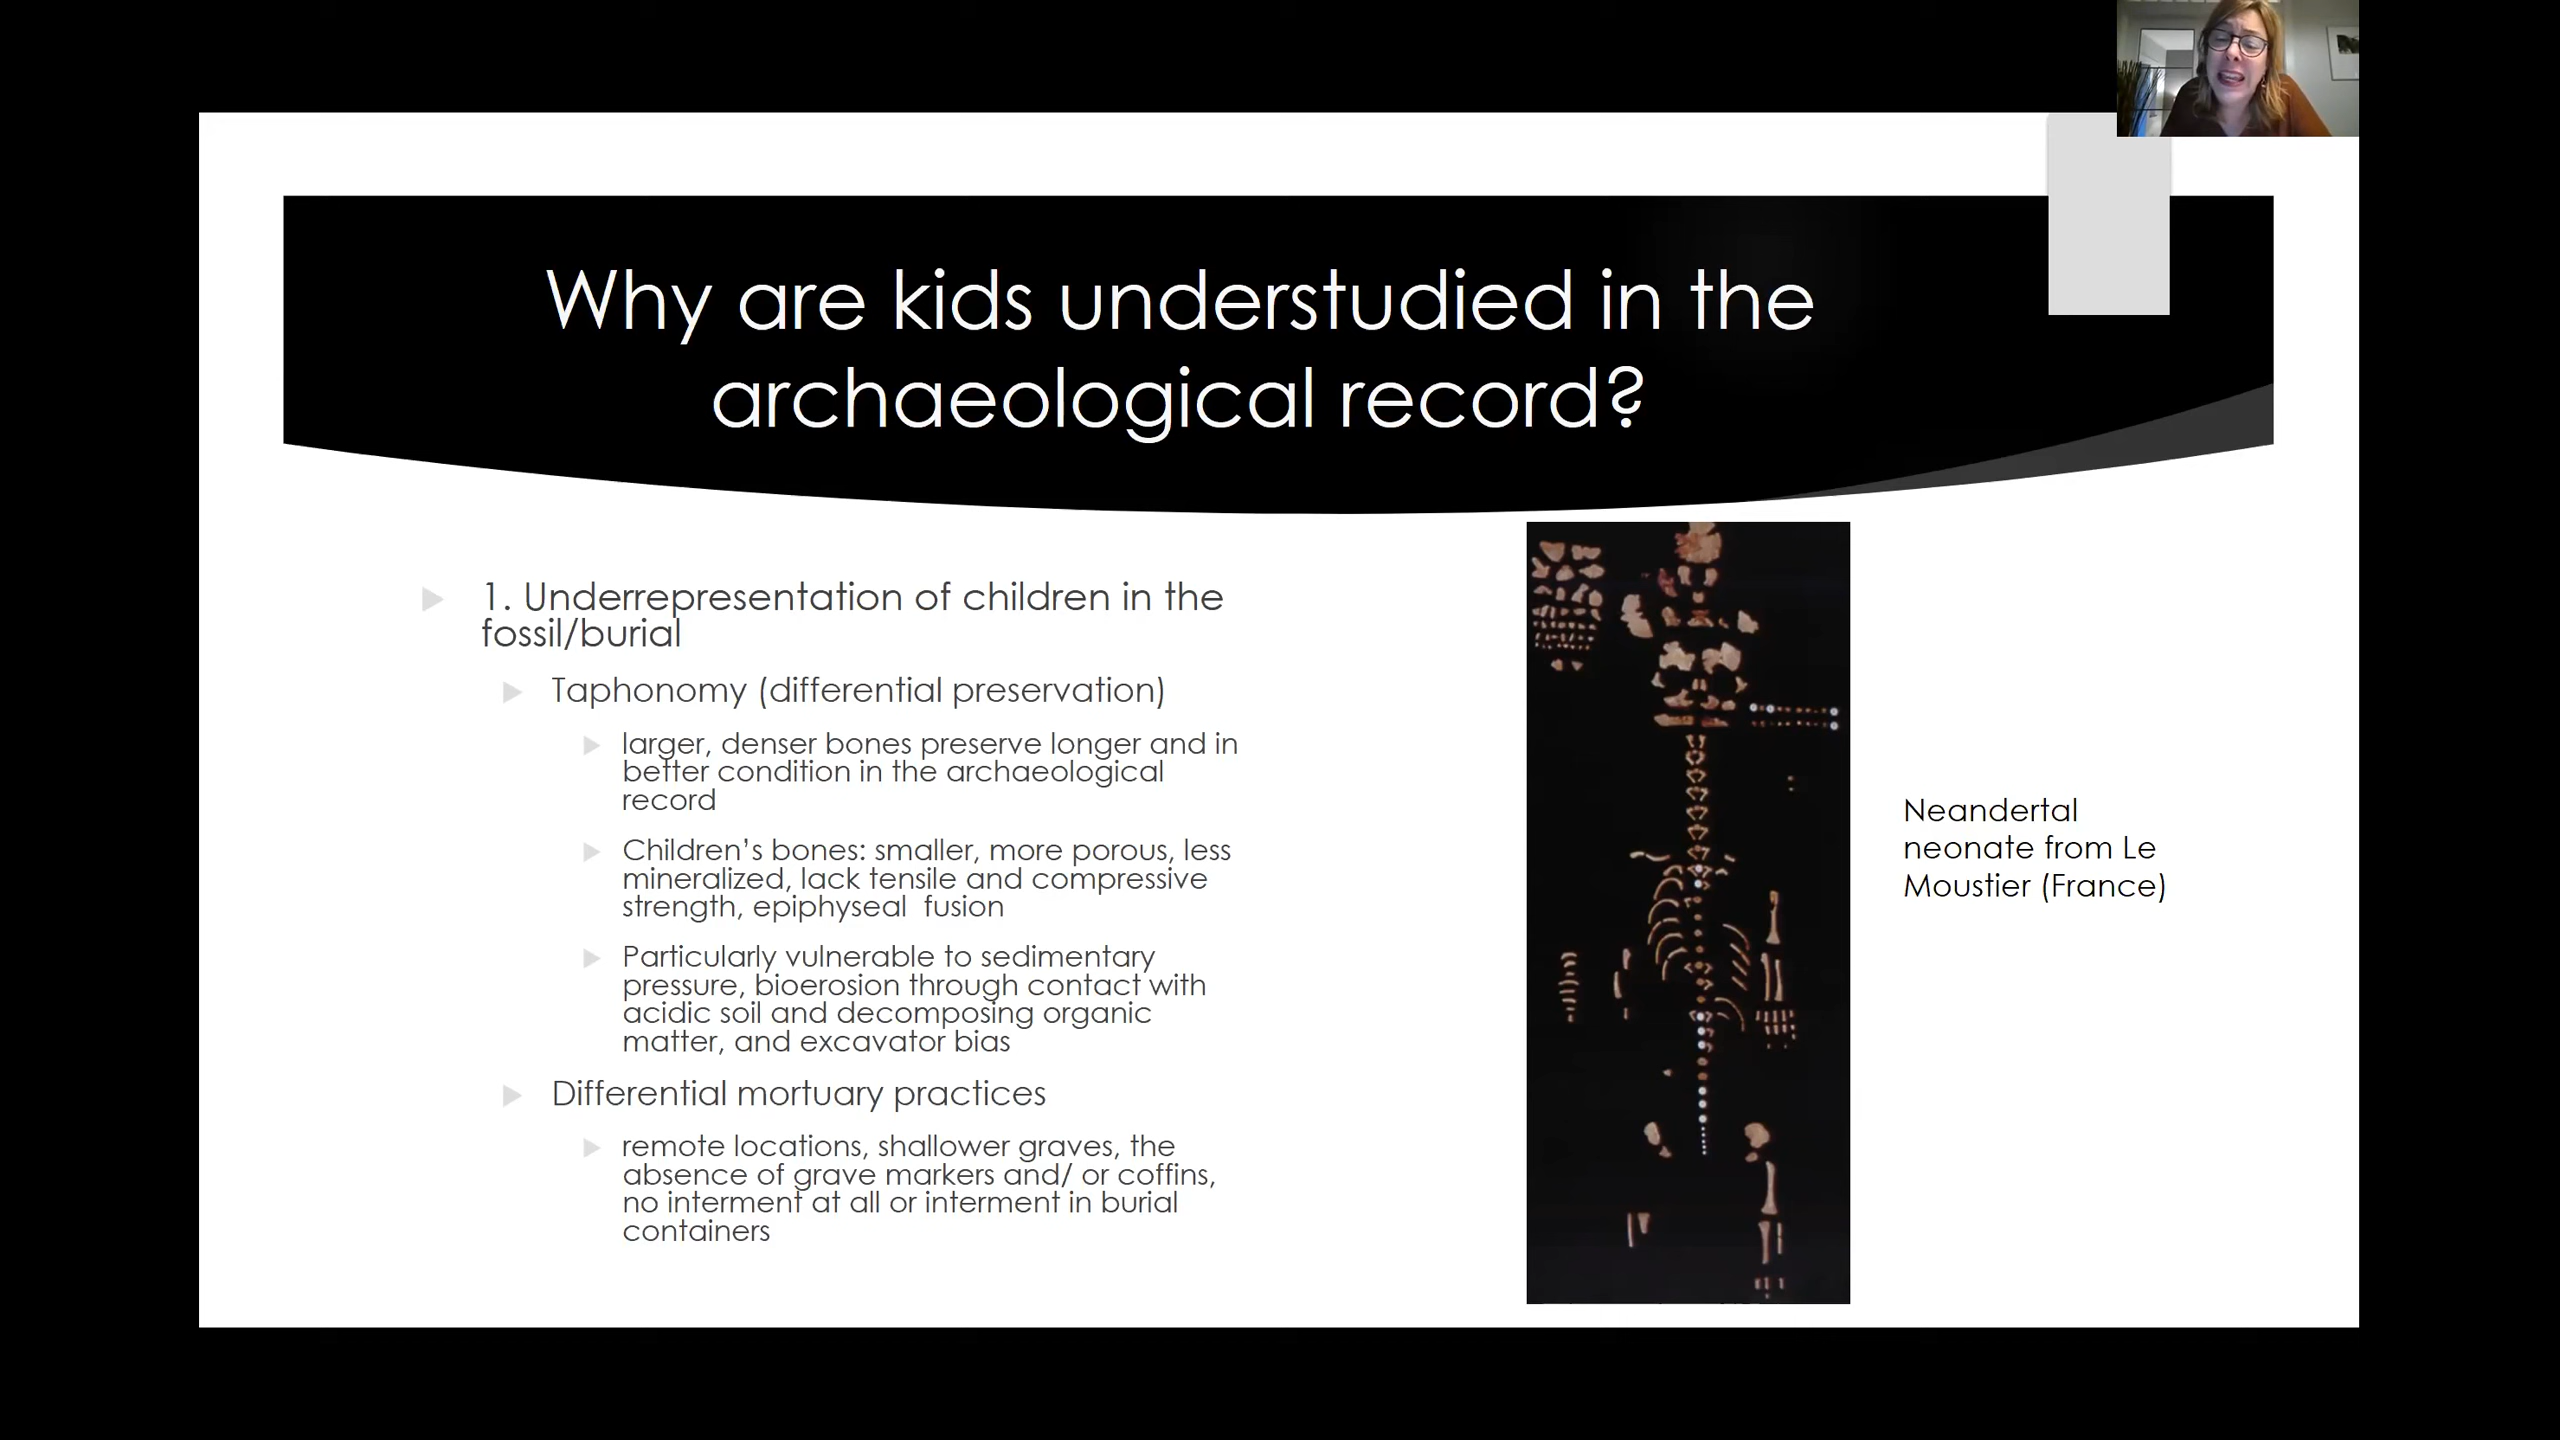 Why are kids understudied in the
archaeological record?
1. Underrepresentation of children in the
fossil/burial
Taphonomy (differential preservation)
larger, denser bones preserve longer and in
better condition in the archaeological
record
Children's bones: smaller, more porous, less
mineralized, lack tensile and compressive
strength, epiphyseal  fusion
Particularly vulnerable to sedimentary
pressure, bioerosion through contact with
acidic soil and decomposing organic
matter, and excavator bias
Differential mortuary practices
remote locations, shallower graves, the
absence of grave markers and/ or coffins,
no interment at all or interment in burial
containers
Neandertal
neonate from Le
Moustier (France)